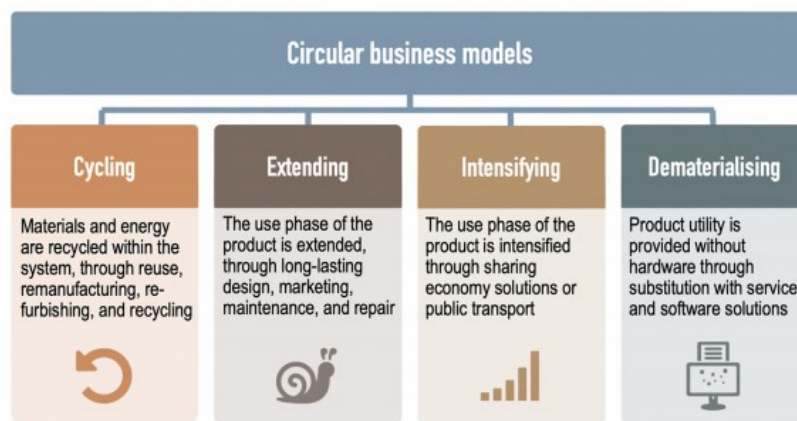 Circular business models
Cycling
Materials and energy
are recycled within the
system, through reuse,
remanufacturing, re-
furbishing, and recycling
Extending
The use phase of the
product is extended,
through long-lasting
design, marketing,
maintenance, and repair
Intensifying
The use phase of the
product is intensified
through sharing
economy solutions or
public transport
Dematerialising
Product utility is
provided without
hardware through
substitution with service
and software solutions